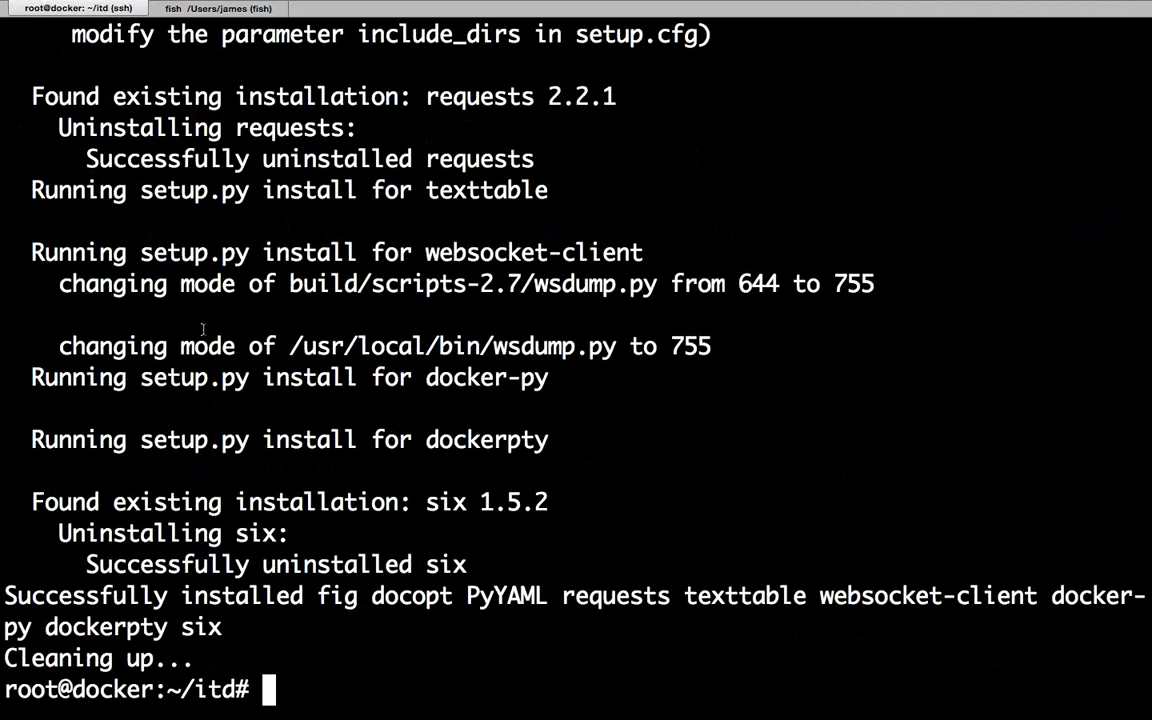 root@docker: ~/itd (ssh)
fish  /Users/james (fish)
modify the parameter include_dirs in setup.cfg)
Found existing installation: requests 2.2.1
Uninstalling requests:
Successfully uninstalled requests
Running setup.py install for texttable
Running setup.py install for websocket-client
changing mode of build/scripts-2.7/wsdump.py from 644 to 755
changing mode of /usr/local/bin/wsdump.py to 755
Running setup.py install for docker-py
Running setup.py install for dockerpty
Found existing installation: six 1.5.2
Uninstalling six:
Successfully uninstalled six
Successfully installed fig docopt PyYAML requests texttable websocket-client docker-
py dockerpty six
Cleaning up...
root@docker:~/itd#